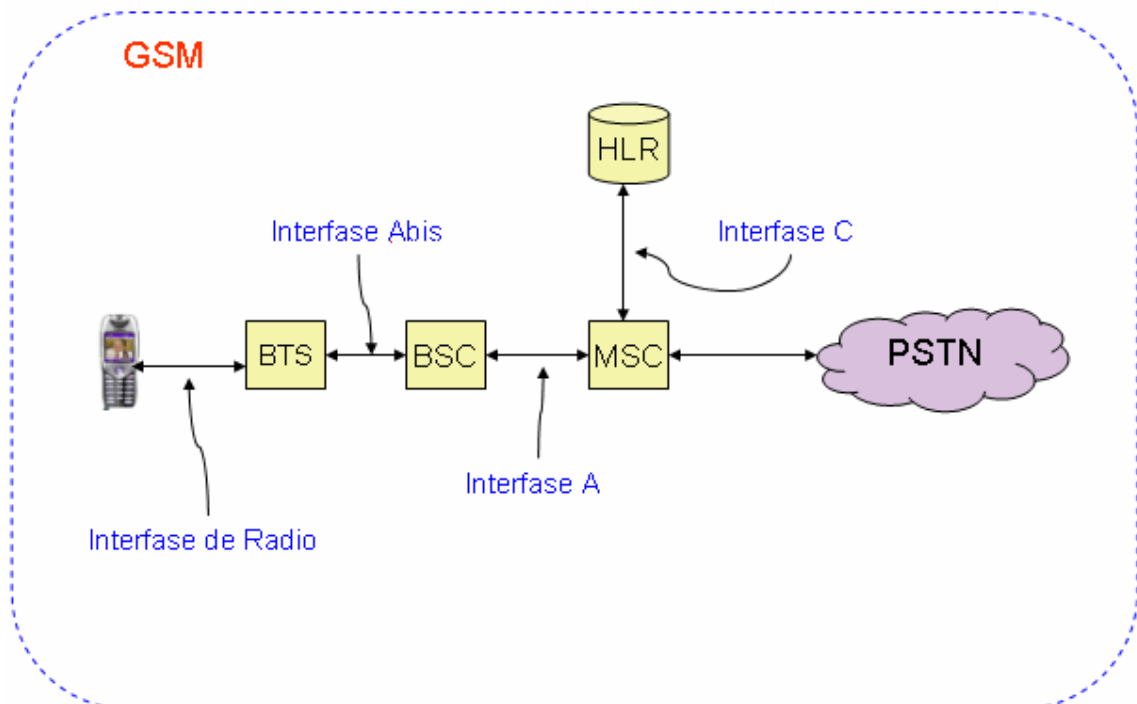 GSM
HLR
Interfase Abis
Interfase C
BTS
BSC
MSC
PSTN
Interfase A
Interfase de Radio